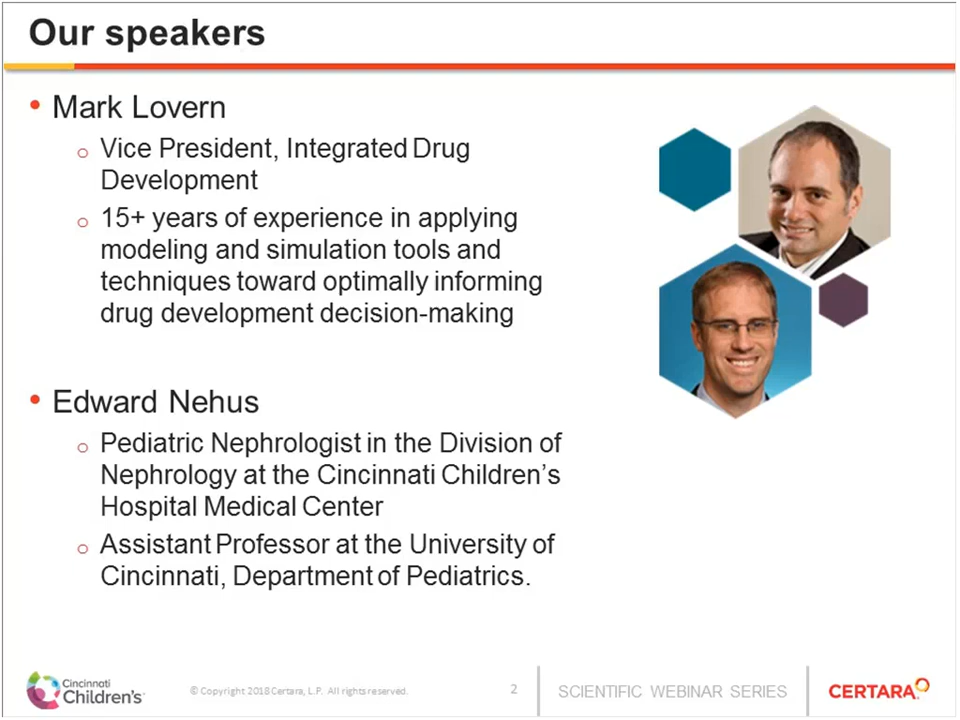 Our speakers
• Mark Lovern
o Vice President, Integrated Drug
Development
o 15+ years of experience in applying
modeling and simulation tools and
techniques toward optimally informing
drug development decision-making
• Edward Nehus
o Pediatric Nephrologist in the Division of
Nephrology at the Cincinnati Children's
Hospital Medical Center
o Assistant Professor at the University of
Cincinnati, Department of Pediatrics.
Cincinnati
Children's
© Copyright 2018 Certara, L.P. All rights reserved.
2
SCIENTIFIC WEBINAR SERIES
CERTARA